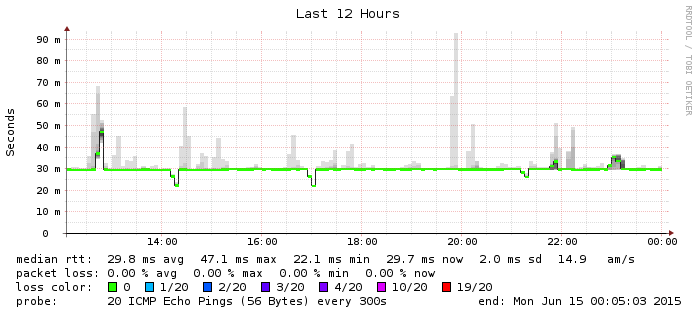 Last 12 Hours
RRDTOOL / TOBI OETIKER
Seconds
90 m
80 m
70 m
60 m
50 m
40 m
30 m
20 m
10 m
0
14:00 16:00 18:00 20:00 22:00 00:00
median rtt: 29.8 ms avg 47.1 ms max 22.1 ms min 29.7 ms now 2.0 ms sd 14.9 am/s
packet loss: 0.00 % avg 0.00 % max 0.00 % min 0.00 % now
loss color: 0 1/20 2/20 3/20 4/20 10/20 19/20
probe: 20 ICMP Echo Pings (56 Bytes) every 300s end: Mon Jun 15 00:05:03 2015